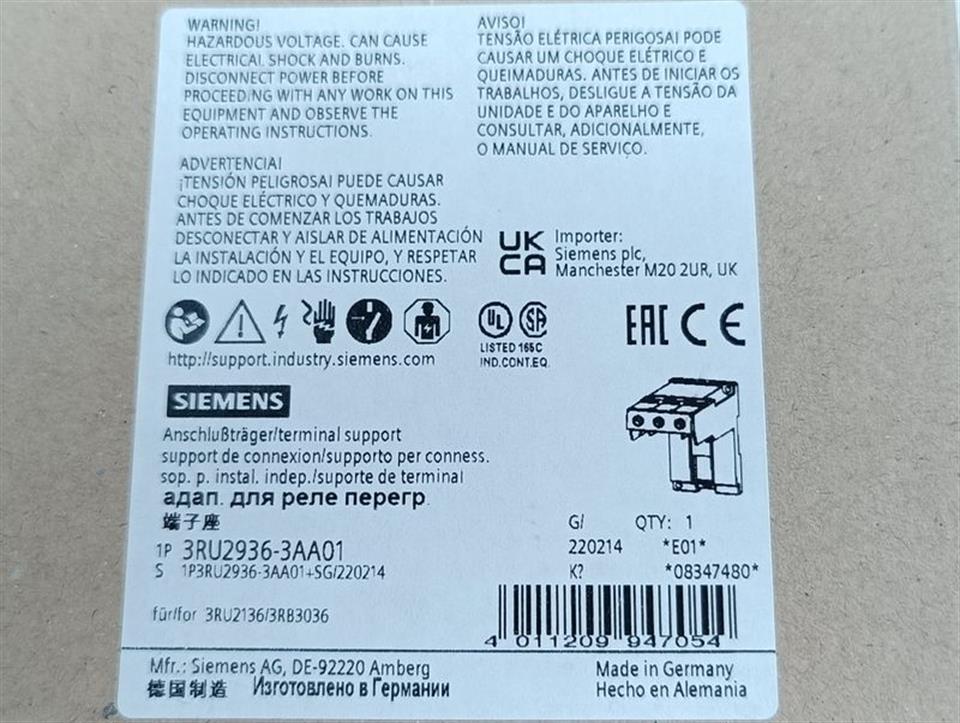 WARNING!
HAZARDOUS VOLTAGE. CAN CAUSE
ELECTRICAL SHOCK AND BURNS.
DISCONNECT POWER BEFORE
PROCEEDING WITH ANY WORK ON THIS
EQUIPMENT AND OBSERVE THE
OPERATING INSTRUCTIONS.
AVISO!
TENSÃO ELÉTRICA PERIGOSA! PODE
CAUSAR UM CHOQUE ELÉTRICO E
QUEIMADURAS. ANTES DE INICIAR OS
TRABALHOS, DESLIGUE A TENSÃO DA
UNIDADE E DO APARELHO E
CONSULTAR, ADICIONALMENTE,
O MANUAL DE SERVIÇO.
ADVERTENCIA!
¡TENSIÓN PELIGROSA! PUEDE CAUSAR
CHOQUE ELÉCTRICO Y QUEMADURAS.
ANTES DE COMENZAR LOS TRABAJOS
DESCONECTAR Y AISLAR DE ALIMENTACIÓN
LA INSTALACIÓN Y EL EQUIPO, Y RESPETAR
LO INDICADO EN LAS INSTRUCCIONES.
UK
CA
Importer:
Siemens plc,
Manchester M20 2UR, UK
UL
SA
LISTED 165C
IND.CONT.EQ.
EAC CE
http://support.industry.siemens.com
SIEMENS
Anschlußträger/terminal support
support de connexion/supporto per conness.
sop. p. instal. indep./suporte de terminal
адап. для реле перегр.
端子座
1P 3RU2936-3AA01
S 1P3RU2936-3AA01+SG/220214
G/ QTY: 1
220214 *E01*
K? *08347480*
für/for 3RU2136/3RB3036
4 011209 947054
Mfr.: Siemens AG, DE-92220 Amberg
德国制造 Изготовлено в Германии
Made in Germany
Hecho en Alemania